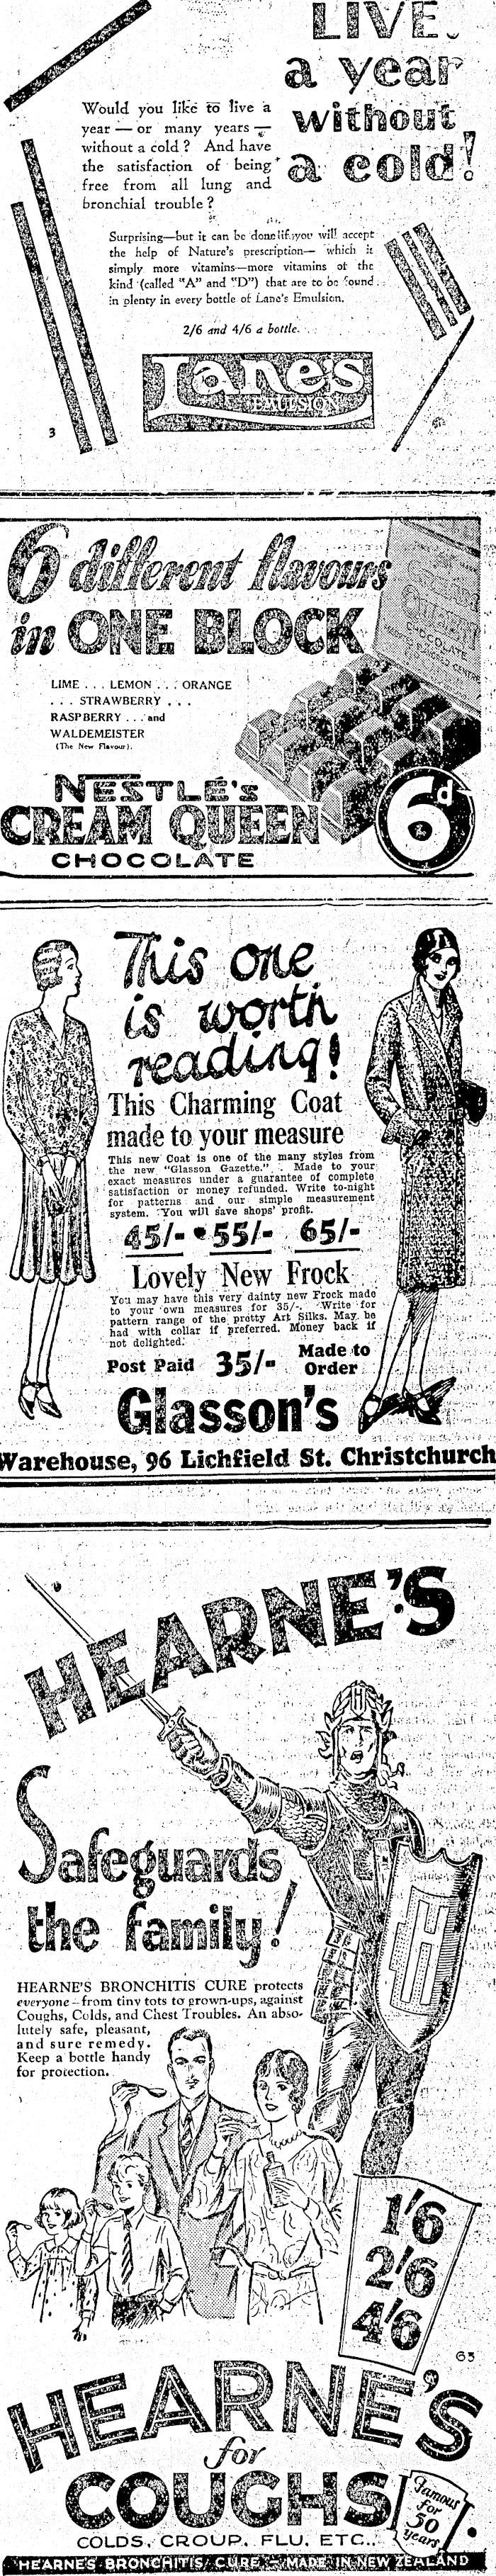 LIVE
a year
without
a cold!
Would you like to live a
year — or many years —
without a cold? And have
the satisfaction of being
free from all lung and
bronchial trouble?
Surprising—but it can be done if you will accept
the help of Nature's prescription— which is
simply more vitamins—more vitamins of the
kind (called "A" and "D") that are to be found
in plenty in every bottle of Lane's Emulsion.
2/6 and 4/6 a bottle.
Lane's
EMULSION
3
6 different flavours
in ONE BLOCK
CREAM
QUEEN
CHOCOLATE
LIME . . . LEMON . . . ORANGE
. . . STRAWBERRY . . .
RASPBERRY . . . and
WALDEMEISTER
(The New Flavour).
NESTLÉ'S
CREAM QUEEN
CHOCOLATE
6d
This one
is worth
reading!
This Charming Coat
made to your measure
This new Coat is one of the many styles from
the new "Glasson Gazette." Made to your
exact measures under a guarantee of complete
satisfaction or money refunded. Write to-night
for patterns and our simple measurement
system. You will save shops' profit.
45/- • 55/- 65/-
Lovely New Frock
You may have this very dainty new Frock made
to your own measures for 35/-. Write for
pattern range of the pretty Art Silks. May be
had with collar if preferred. Money back if
not delighted.
Post Paid 35/- Made to
Order
Glasson's
Warehouse, 96 Lichfield St. Christchurch
HEARNE'S
Safeguards
the family!
H
HEARNE'S BRONCHITIS CURE protects
everyone—from tiny tots to grown-ups, against
Coughs, Colds, and Chest Troubles. An abso-
lutely safe, pleasant,
and sure remedy.
Keep a bottle handy
for protection.
1'6
2'6
4'6
63
HEARNE'S
for
COUGHS
COLDS, CROUP, FLU, ETC..
Famous
for
50
years
HEARNE'S BRONCHITIS CURE — MADE IN NEW ZEALAND